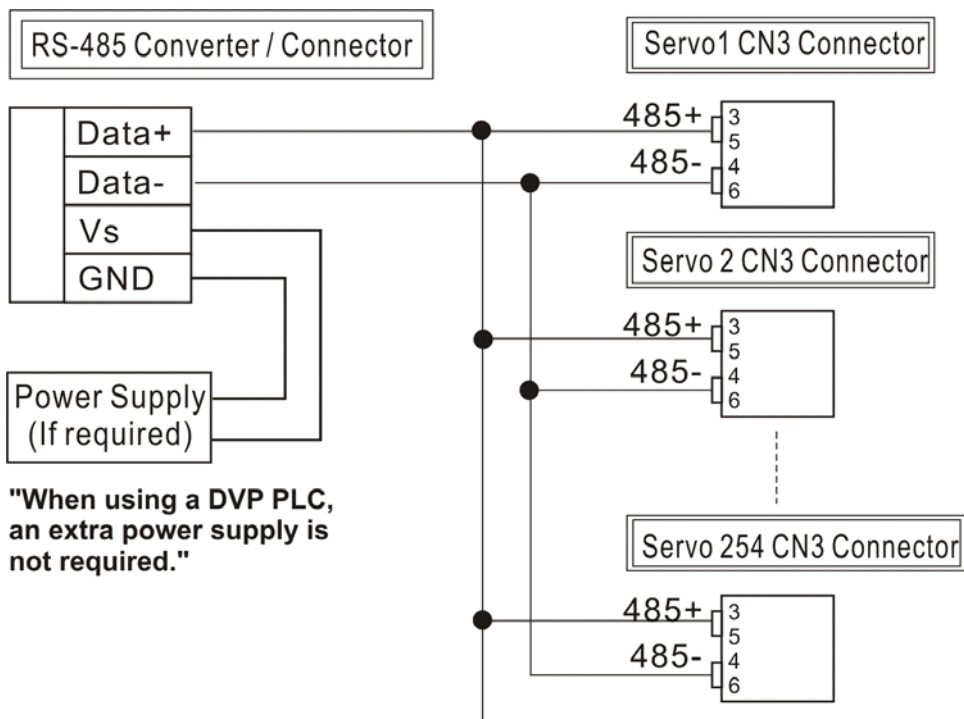 RS-485 Converter / Connector
Data+
Data-
Vs
GND
Power Supply
(If required)
"When using a DVP PLC,
an extra power supply is
not required."
Servo1 CN3 Connector
485+
3
5
485-
4
6
Servo 2 CN3 Connector
485+
3
5
485-
4
6
Servo 254 CN3 Connector
485+
3
5
485-
4
6